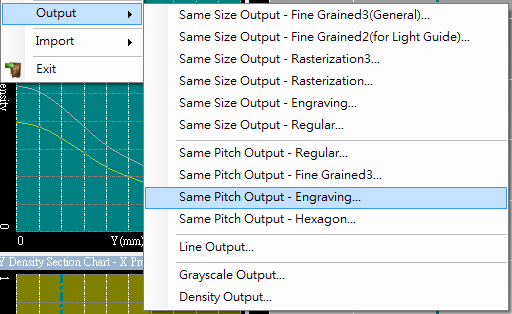 Output
Import
Exit
Same Size Output - Fine Grained3(General)...
Same Size Output - Fine Grained2(for Light Guide)...
Same Size Output - Rasterization3...
Same Size Output - Rasterization...
Same Size Output - Engraving...
Same Size Output - Regular...
Same Pitch Output - Regular...
Same Pitch Output - Fine Grained3...
Same Pitch Output - Engraving...
Same Pitch Output - Hexagon...
Line Output...
Grayscale Output...
Density Output...
ensity
0
0
Y (mm)
Y Density Section Chart - X Pr
1